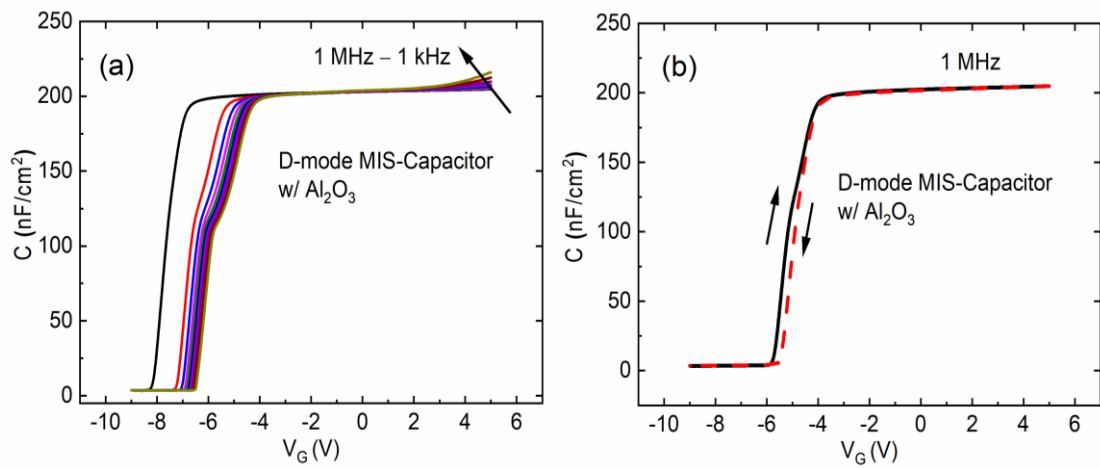 (a)
1 MHz – 1 kHz
D-mode MIS-Capacitor
w/ Al₂O₃
C (nF/cm²)
250
200
150
100
50
0
-10 -8 -6 -4 -2 0 2 4 6
V_G (V)
(b)
1 MHz
D-mode MIS-Capacitor
w/ Al₂O₃
C (nF/cm²)
250
200
150
100
50
0
-10 -8 -6 -4 -2 0 2 4 6
V_G (V)